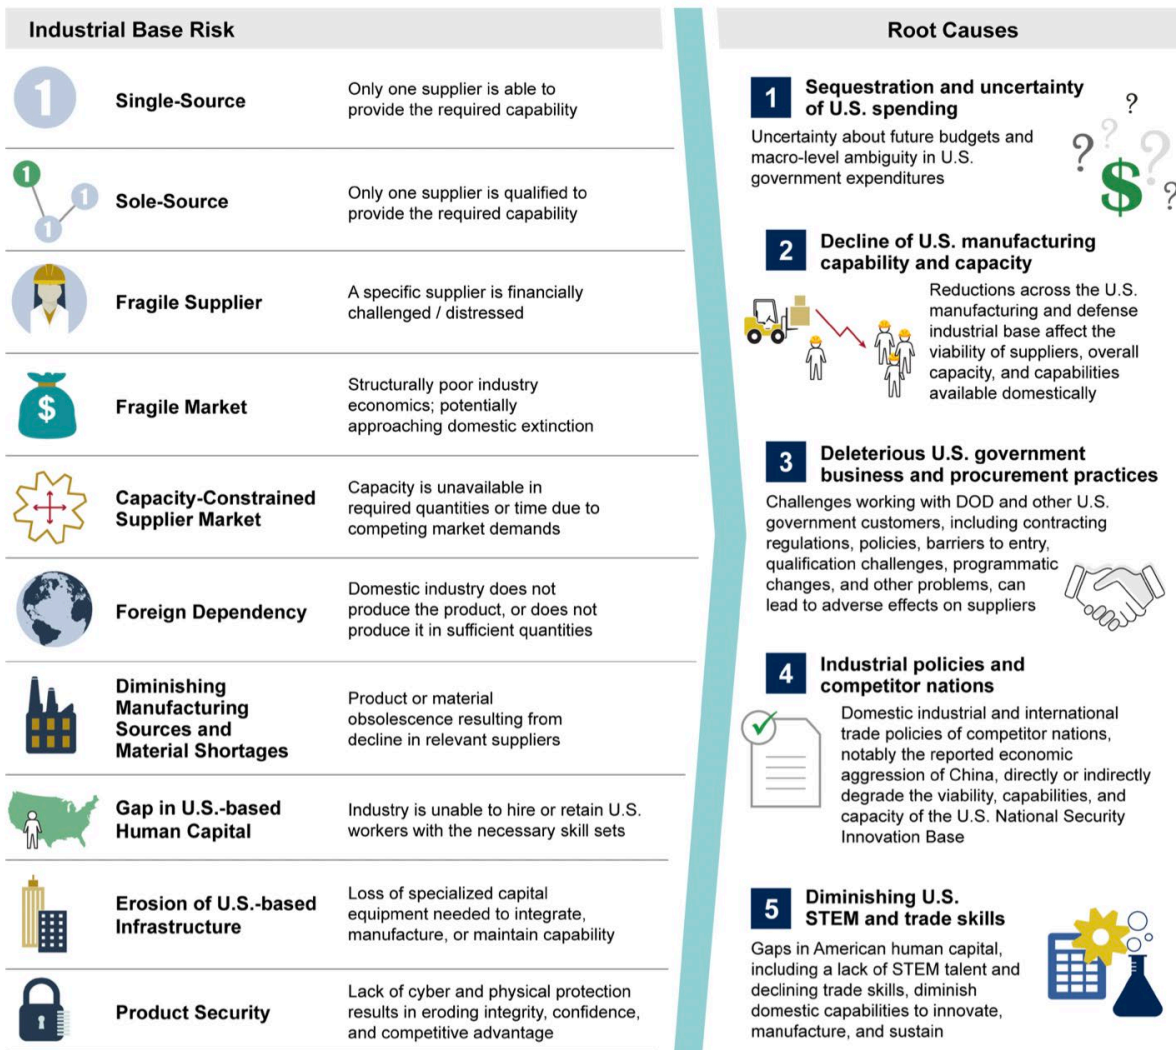 Industrial Base Risk
1
Single-Source
Only one supplier is able to
provide the required capability
1
1
1
Sole-Source
Only one supplier is qualified to
provide the required capability
Fragile Supplier
A specific supplier is financially
challenged / distressed
$
Fragile Market
Structurally poor industry
economics; potentially
approaching domestic extinction
Capacity-Constrained
Supplier Market
Capacity is unavailable in
required quantities or time due to
competing market demands
Foreign Dependency
Domestic industry does not
produce the product, or does not
produce it in sufficient quantities
Diminishing
Manufacturing
Sources and
Material Shortages
Product or material
obsolescence resulting from
decline in relevant suppliers
Gap in U.S.-based
Human Capital
Industry is unable to hire or retain U.S.
workers with the necessary skill sets
Erosion of U.S.-based
Infrastructure
Loss of specialized capital
equipment needed to integrate,
manufacture, or maintain capability
Product Security
Lack of cyber and physical protection
results in eroding integrity, confidence,
and competitive advantage
Root Causes
1
Sequestration and uncertainty
of U.S. spending
Uncertainty about future budgets and
macro-level ambiguity in U.S.
government expenditures
? ? ? ? ?
$
2
Decline of U.S. manufacturing
capability and capacity
Reductions across the U.S.
manufacturing and defense
industrial base affect the
viability of suppliers, overall
capacity, and capabilities
available domestically
3
Deleterious U.S. government
business and procurement practices
Challenges working with DOD and other U.S.
government customers, including contracting
regulations, policies, barriers to entry,
qualification challenges, programmatic
changes, and other problems, can
lead to adverse effects on suppliers
4
Industrial policies and
competitor nations
Domestic industrial and international
trade policies of competitor nations,
notably the reported economic
aggression of China, directly or indirectly
degrade the viability, capabilities, and
capacity of the U.S. National Security
Innovation Base
5
Diminishing U.S.
STEM and trade skills
Gaps in American human capital,
including a lack of STEM talent and
declining trade skills, diminish
domestic capabilities to innovate,
manufacture, and sustain